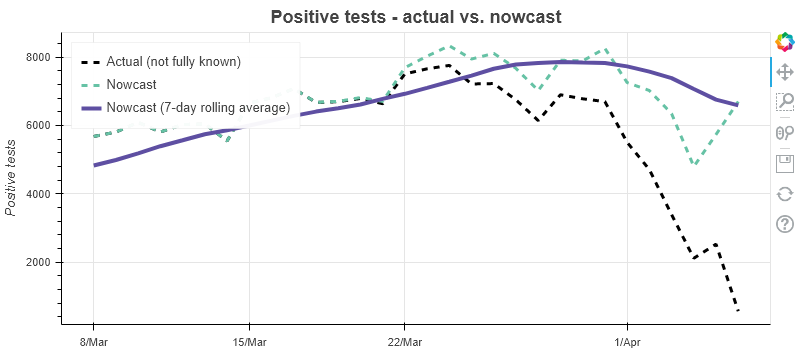 Positive tests - actual vs. nowcast
Actual (not fully known)
Nowcast
Nowcast (7-day rolling average)
Positive tests
8000
6000
4000
2000
8/Mar
15/Mar
22/Mar
1/Apr